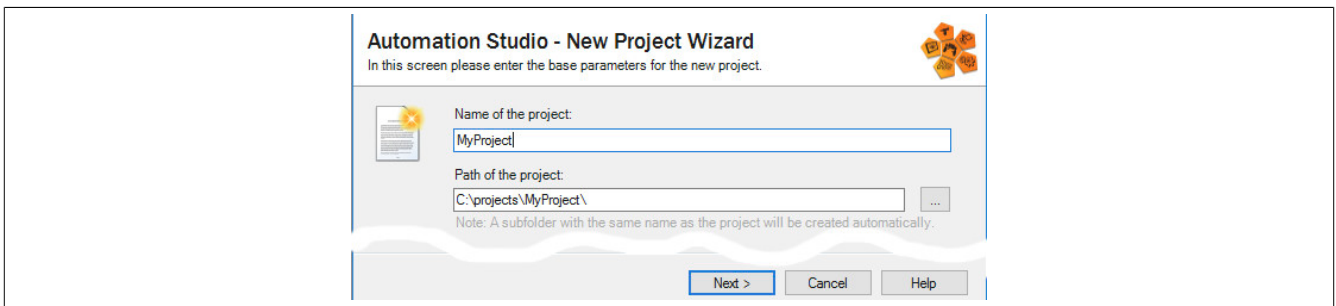 Automation Studio - New Project Wizard
In this screen please enter the base parameters for the new project.
Name of the project:
MyProject
Path of the project:
C:\projects\MyProject\
...
Note: A subfolder with the same name as the project will be created automatically.
Next >
Cancel
Help